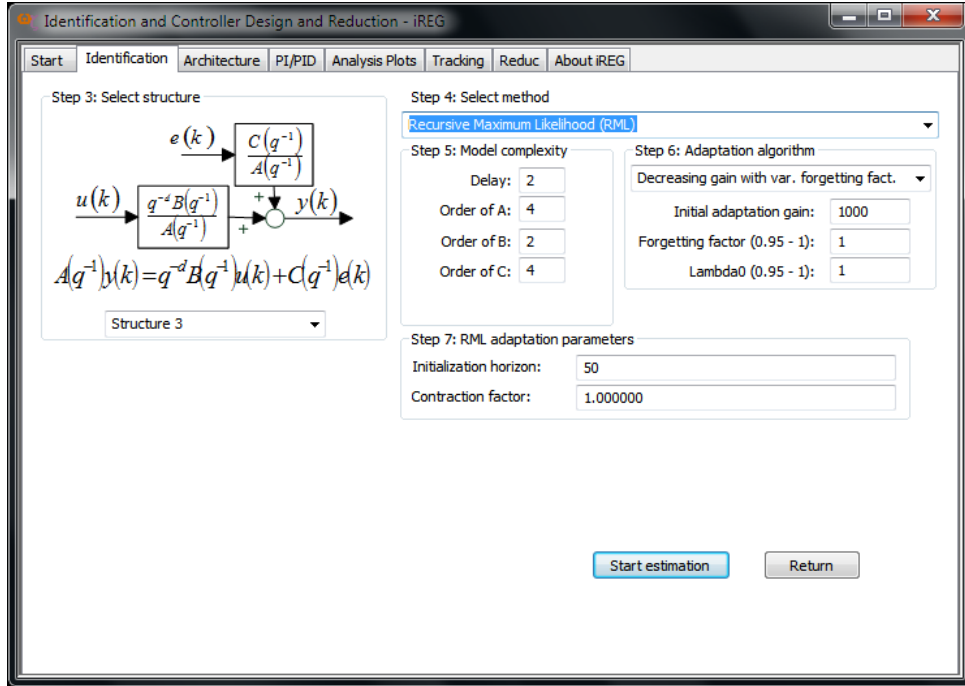 Identification and Controller Design and Reduction - iREG
Start Identification Architecture PI/PID Analysis Plots Tracking Reduc About iREG
Step 3: Select structure
e(k)
C(q⁻¹)
A(q⁻¹)
u(k)
q⁻ᵈB(q⁻¹)
A(q⁻¹)
+
+
y(k)
A(q⁻¹)y(k)=q⁻ᵈB(q⁻¹)u(k)+C(q⁻¹)e(k)
Structure 3
Step 4: Select method
Recursive Maximum Likelihood (RML)
Step 5: Model complexity
Delay: 2
Order of A: 4
Order of B: 2
Order of C: 4
Step 6: Adaptation algorithm
Decreasing gain with var. forgetting fact.
Initial adaptation gain: 1000
Forgetting factor (0.95 - 1): 1
Lambda0 (0.95 - 1): 1
Step 7: RML adaptation parameters
Initialization horizon: 50
Contraction factor: 1.000000
Start estimation Return